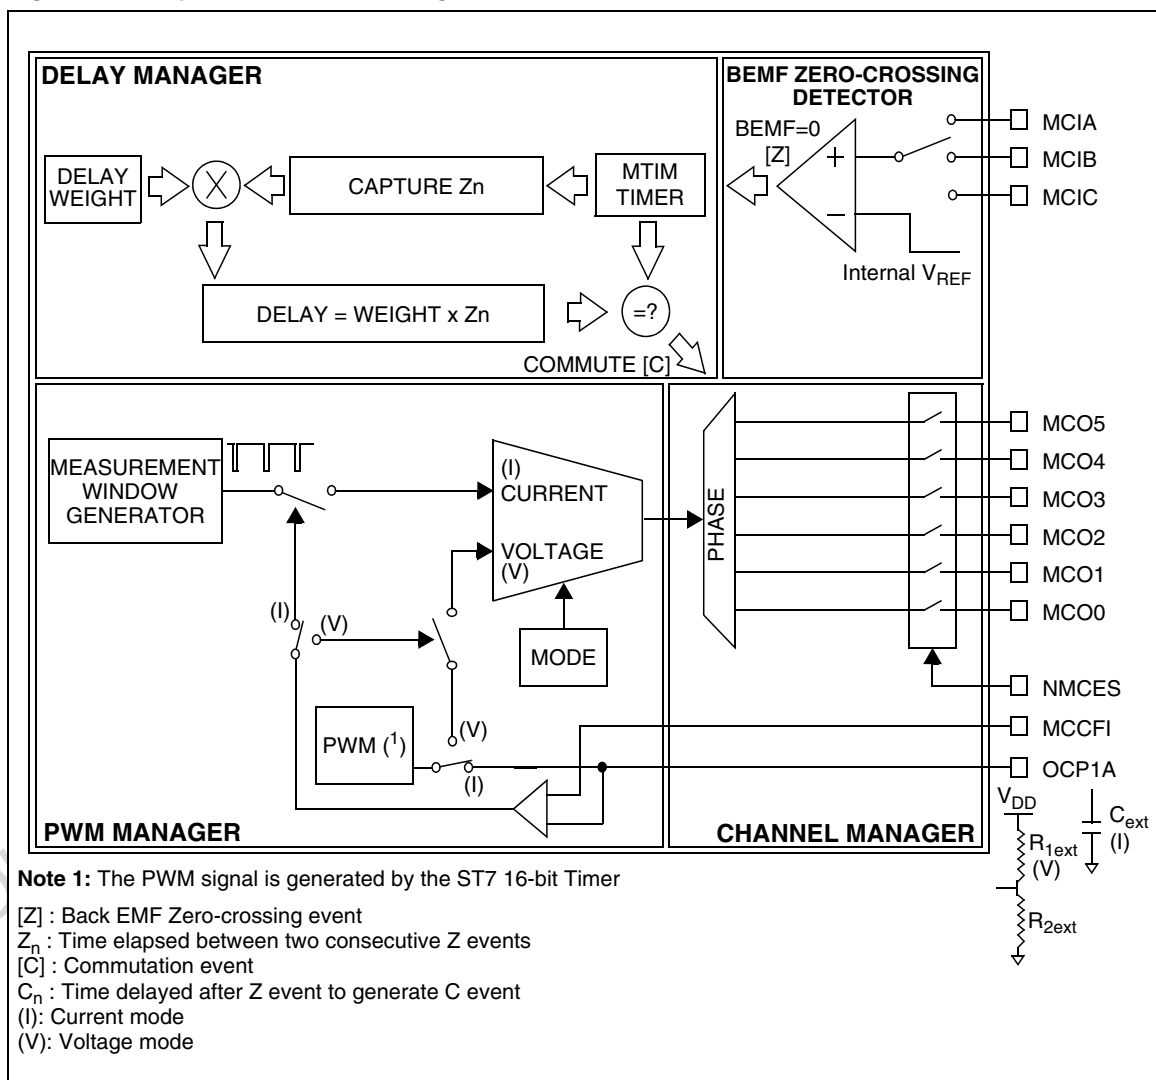 DELAY MANAGER
BEMF ZERO-CROSSING
DETECTOR
BEMF=0
[Z]
MCIA
MCIB
MCIC
+
−
Internal VREF
DELAY
WEIGHT
X
CAPTURE Zn
MTIM
TIMER
DELAY = WEIGHT x Zn
=?
COMMUTE [C]
MEASUREMENT
WINDOW
GENERATOR
(I)
CURRENT
VOLTAGE
(V)
MODE
(I)
(V)
PWM (1)
(V)
(I)
PWM MANAGER
PHASE
CHANNEL MANAGER
MCO5
MCO4
MCO3
MCO2
MCO1
MCO0
NMCES
MCCFI
OCP1A
VDD
R1ext
(V)
R2ext
Cext
(I)
Note 1: The PWM signal is generated by the ST7 16-bit Timer
[Z] : Back EMF Zero-crossing event
Zn : Time elapsed between two consecutive Z events
[C] : Commutation event
Cn : Time delayed after Z event to generate C event
(I): Current mode
(V): Voltage mode